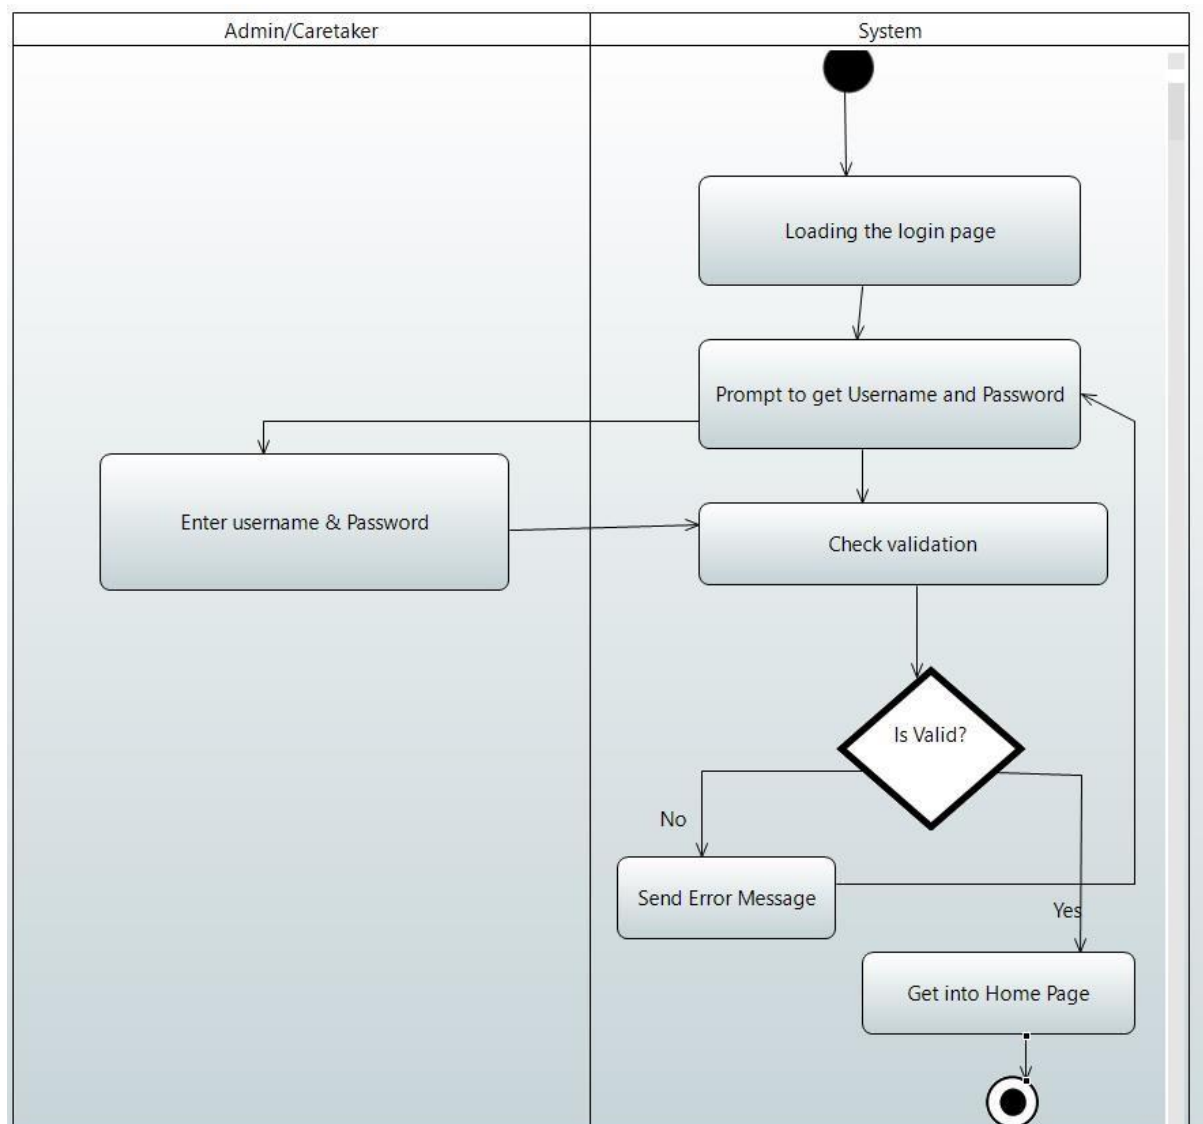 Admin/Caretaker
System
Loading the login page
Prompt to get Username and Password
Enter username & Password
Check validation
Is Valid?
No
Send Error Message
Yes
Get into Home Page